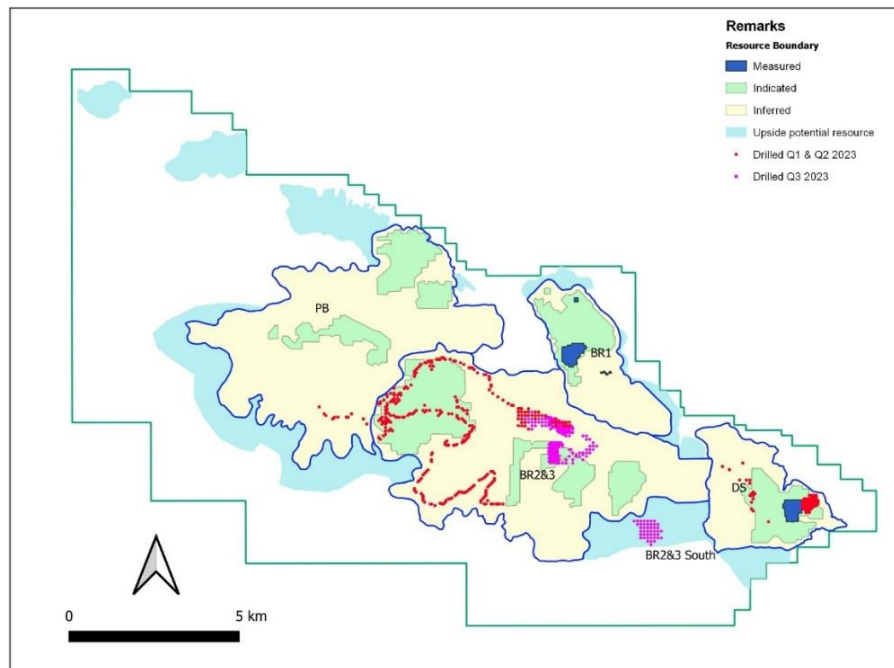 Remarks
Resource Boundary
Measured
Indicated
Inferred
Upside potential resource
Drilled Q1 & Q2 2023
Drilled Q3 2023
PB
BR1
BR2&3
DS
BR2&3 South
0 5 km